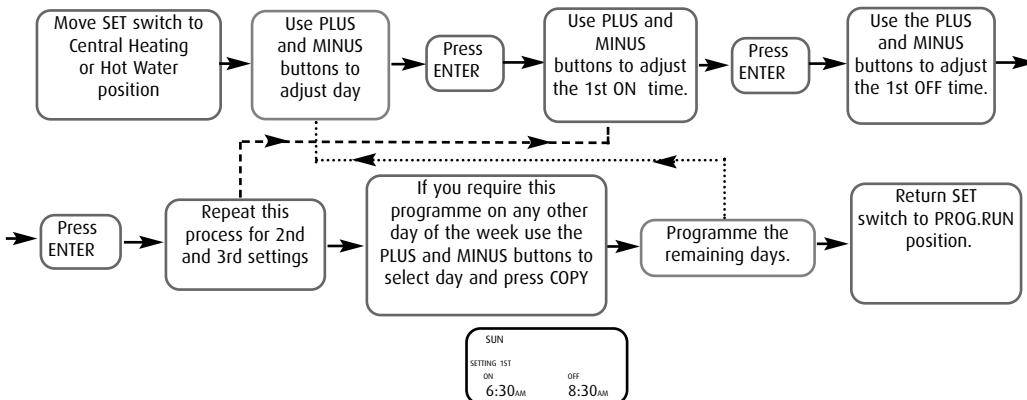 Move SET switch to
Central Heating
or Hot Water
position
Use PLUS
and MINUS
buttons to
adjust day
Press
ENTER
Use PLUS and
MINUS
buttons to adjust
the 1st ON time.
Press
ENTER
Use the PLUS
and MINUS
buttons to adjust
the 1st OFF time.
Press
ENTER
Repeat this
process for 2nd
and 3rd settings
If you require this
programme on any other
day of the week use the
PLUS and MINUS buttons to
select day and press COPY
Programme the
remaining days.
Return SET
switch to PROG.RUN
position.
SUN
SETTING 1ST
ON OFF
6:30AM 8:30AM